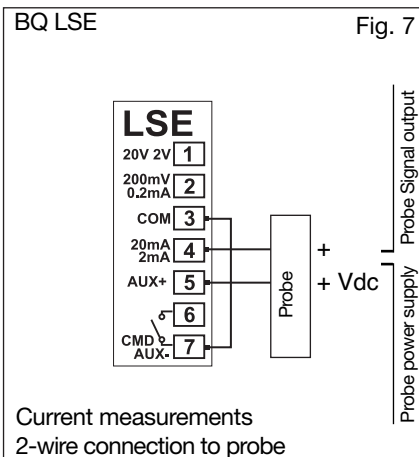 BQ LSE
Fig. 7
LSE
20V 2V 1
200mV
0.2mA 2
COM 3
20mA
2mA 4
AUX+ 5
6
CMD
AUX- 7
Probe
+
+ Vdc
Probe Signal output
Probe power supply
Current measurements
2-wire connection to probe